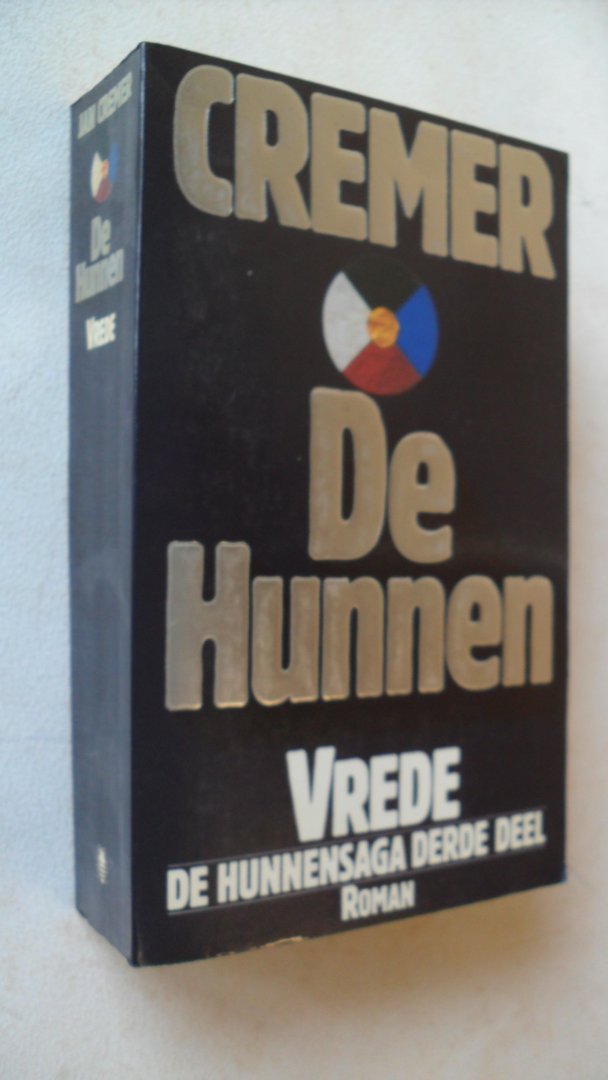 CREMER
De
Hunnen
VREDE
DE HUNNENSAGA DERDE DEEL
ROMAN
JAN CREMER
De
Hunnen
VREDE